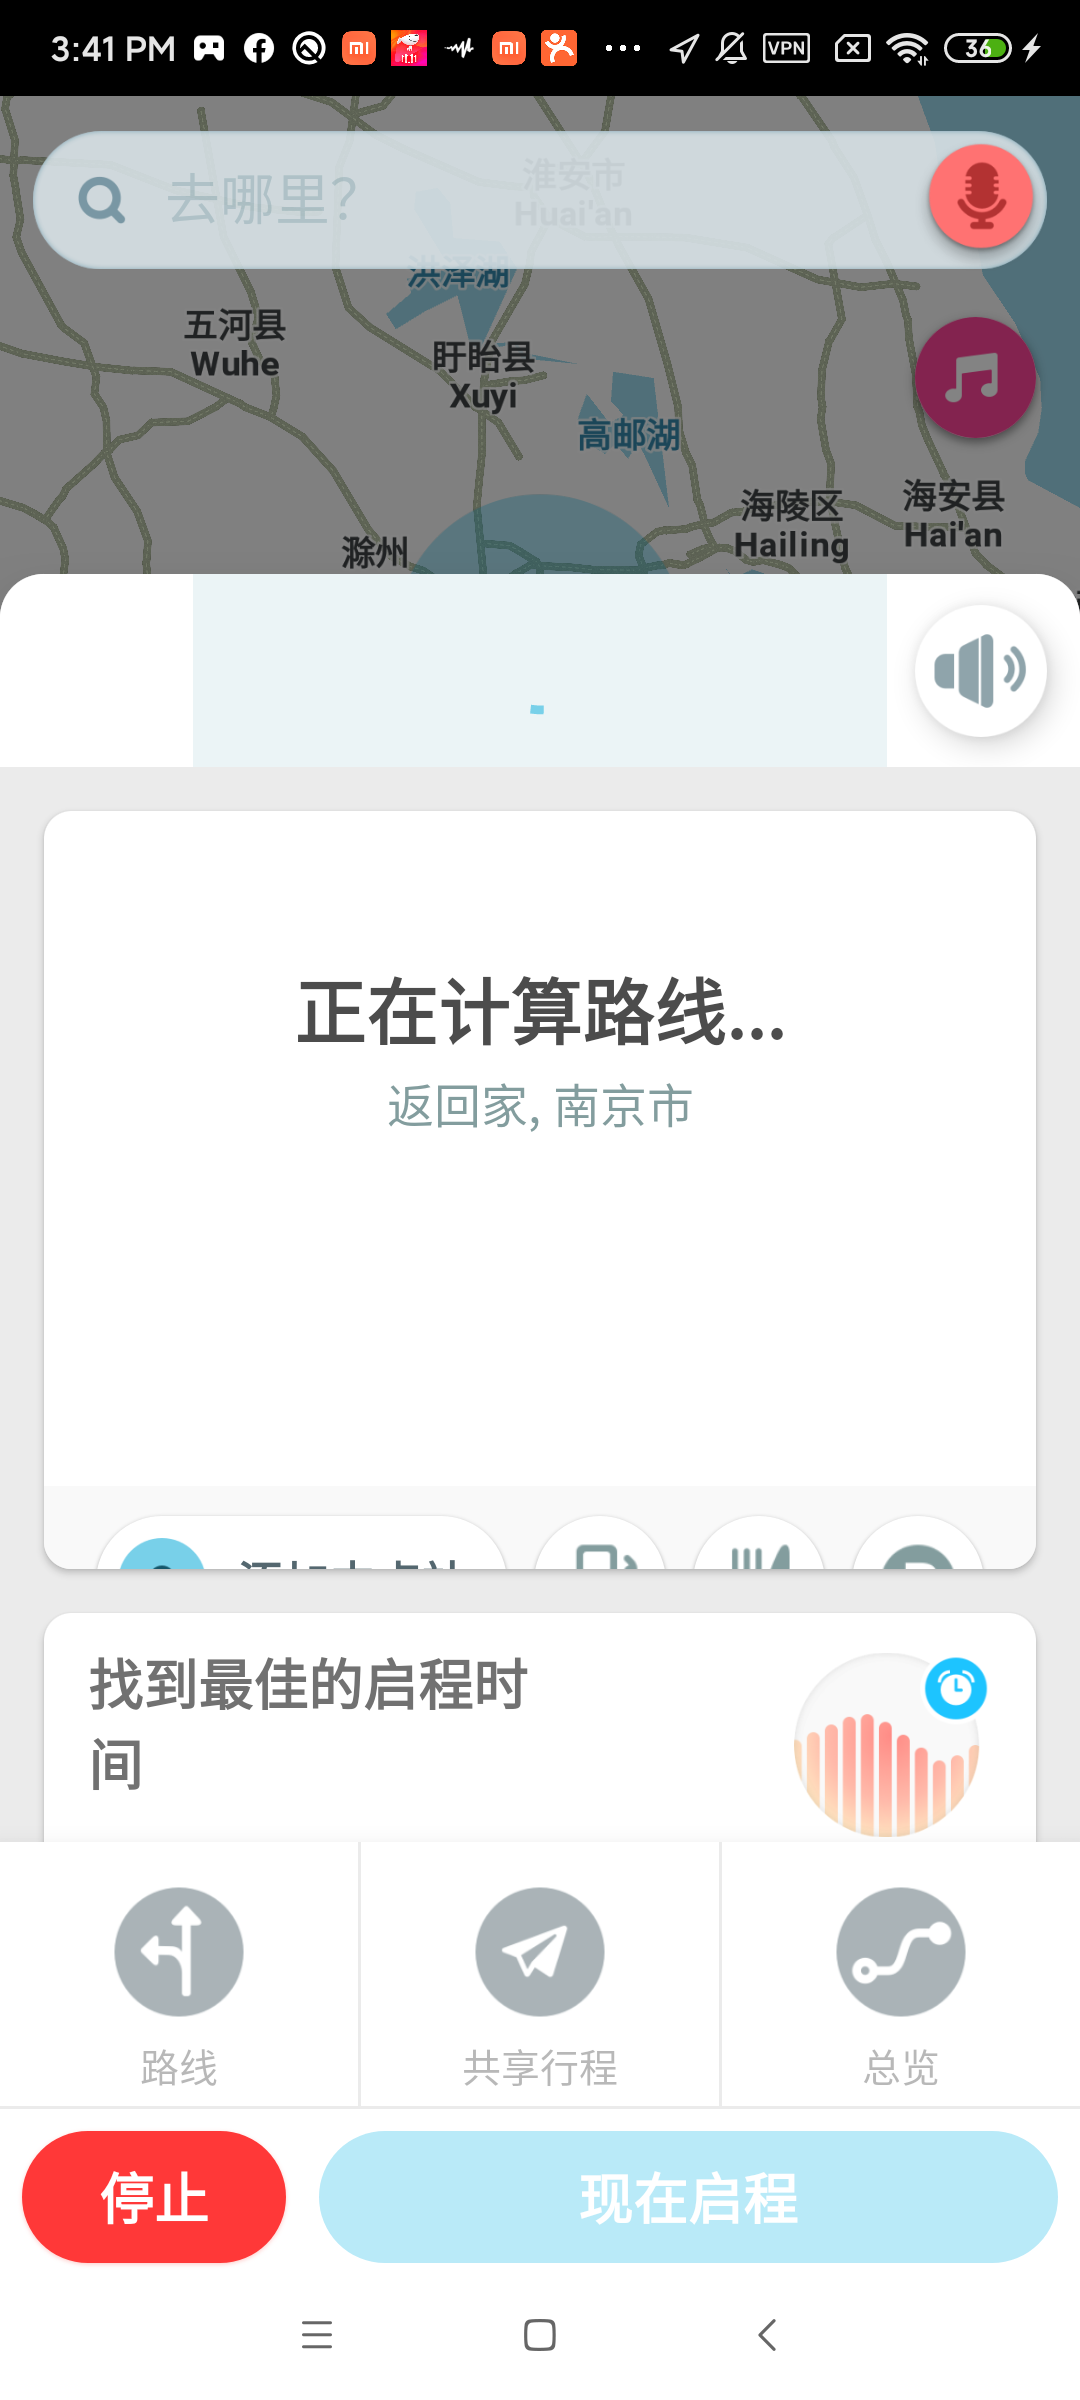 3:41 PM
VPN
36
去哪里?
淮安市
Huai'an
洪泽湖
五河县
Wuhe
盱眙县
Xuyi
高邮湖
海陵区
Hailing
海安县
Hai'an
滁州
正在计算路线...
返回家, 南京市
找到最佳的启程时
间
路线
共享行程
总览
停止
现在启程